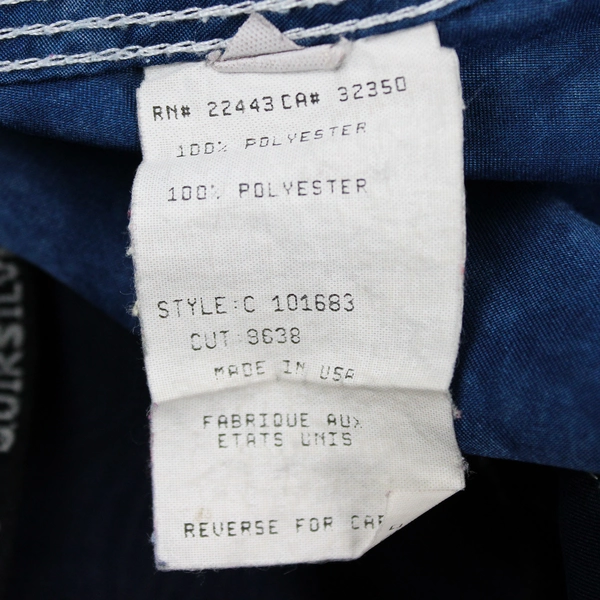 RN# 22443 CA# 32350
100% POLYESTER
100% POLYESTER
STYLE:C 101683
CUT:9638
MADE IN USA
FABRIQUE AUX
ETATS UNIS
REVERSE FOR